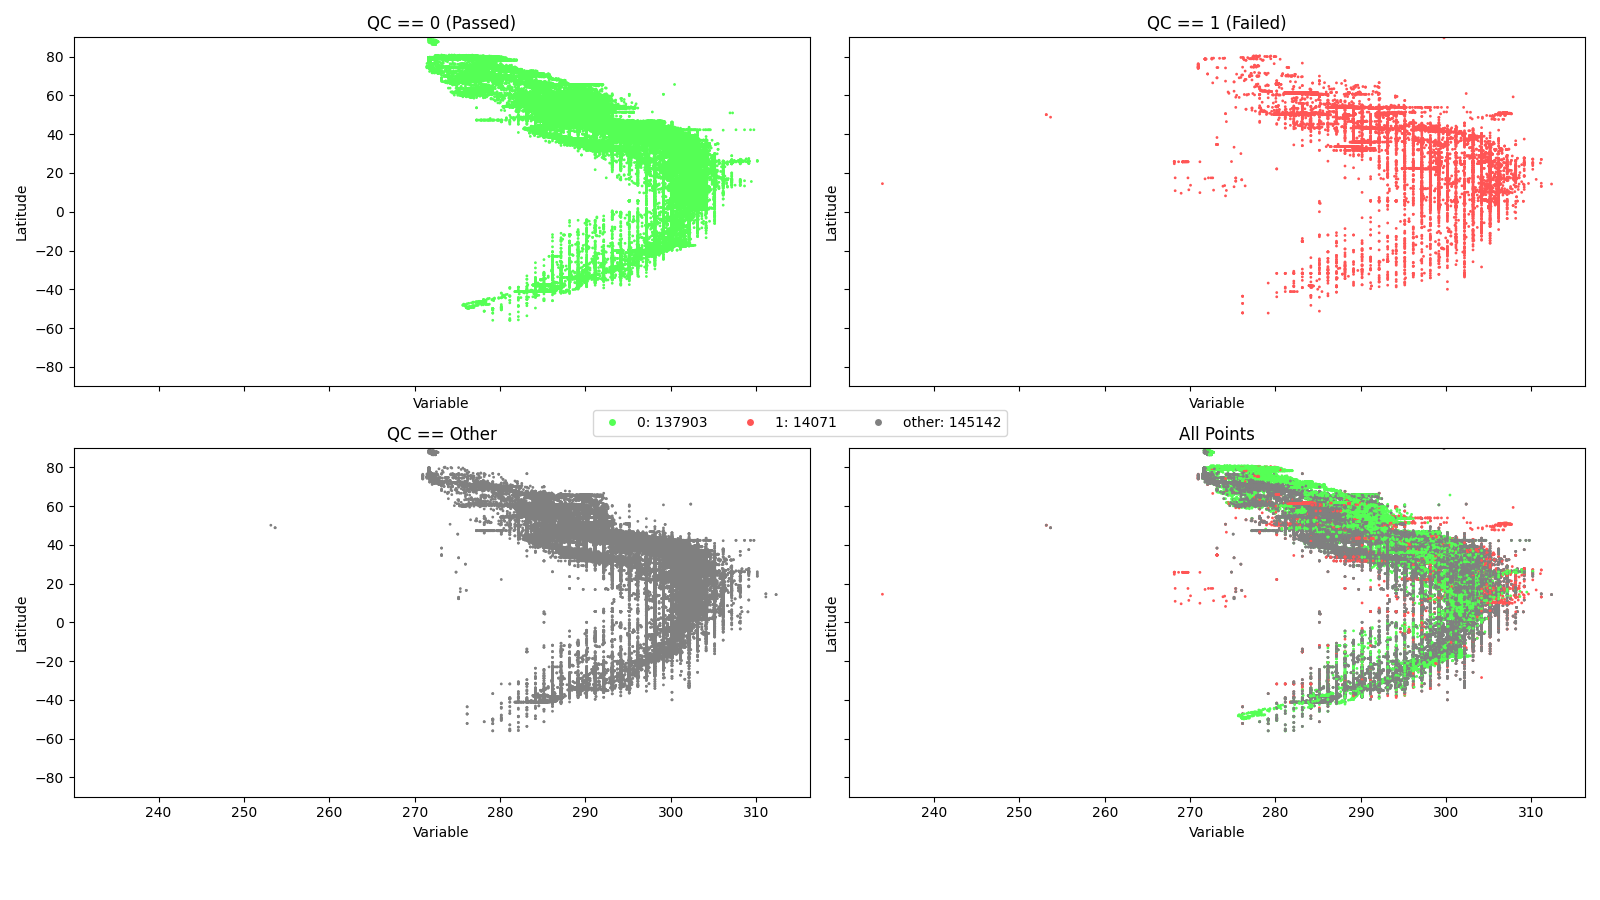 QC == 0 (Passed)
QC == 1 (Failed)
Latitude
80
60
40
20
0
−20
−40
−60
−80
Variable
Latitude
Variable
0: 137903
1: 14071
other: 145142
QC == Other
All Points
Latitude
80
60
40
20
0
−20
−40
−60
−80
240
250
260
270
280
290
300
310
Variable
Latitude
240
250
260
270
280
290
300
310
Variable